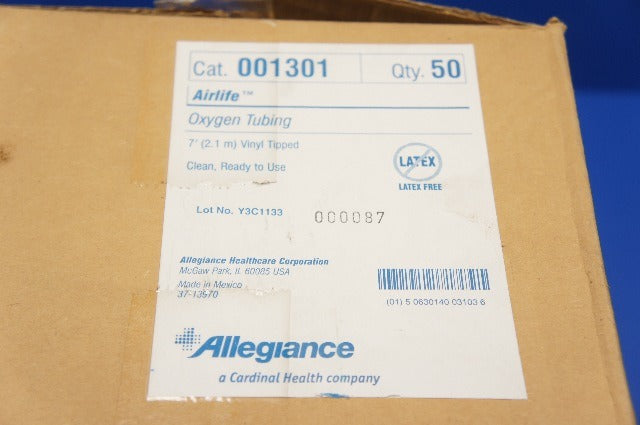 Cat. 001301 Qty. 50
Airlife™
Oxygen Tubing
7' (2.1 m) Vinyl Tipped
Clean, Ready to Use
LATEX
LATEX FREE
Lot No. Y3C1133 000087
Allegiance Healthcare Corporation
McGaw Park, IL 60085 USA
Made in Mexico
37-13570
(01) 5 0630140 03103 6
Allegiance
a Cardinal Health company